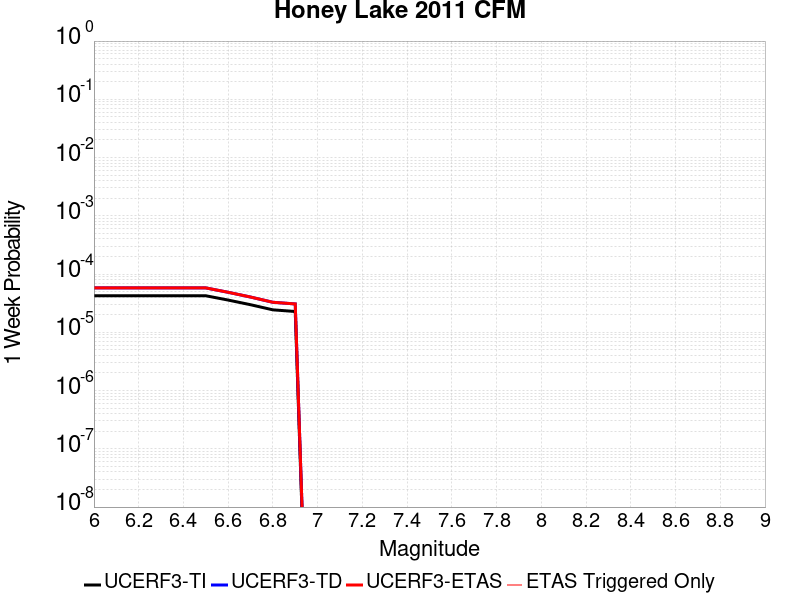 Honey Lake 2011 CFM
1 Week Probability
10^0
10^-1
10^-2
10^-3
10^-4
10^-5
10^-6
10^-7
10^-8
6 6.2 6.4 6.6 6.8 7 7.2 7.4 7.6 7.8 8 8.2 8.4 8.6 8.8 9
Magnitude
UCERF3-TI UCERF3-TD UCERF3-ETAS ETAS Triggered Only